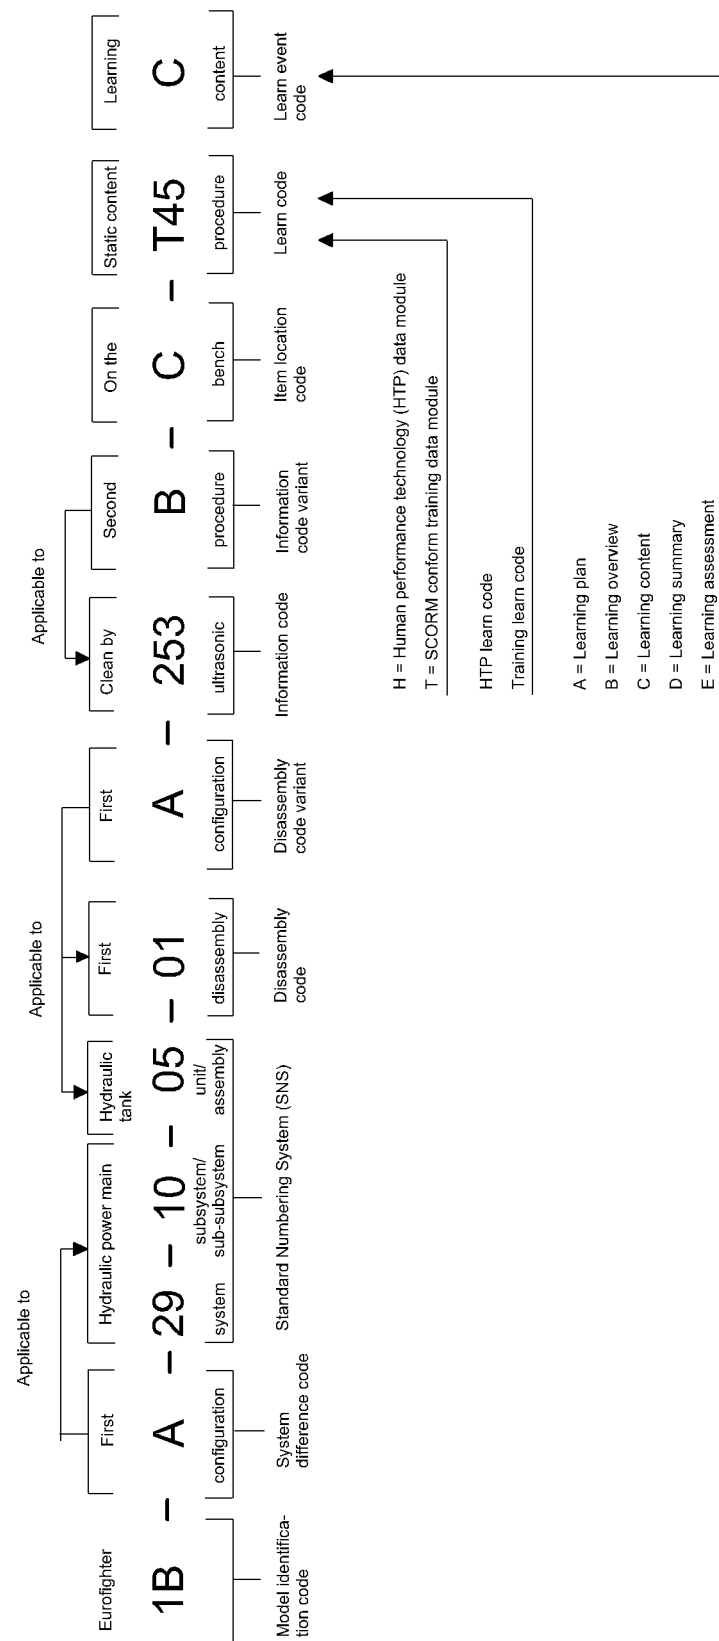 Applicable to
Applicable to
Applicable to
Eurofighter
First
Hydraulic power main
Hydraulic
tank
First
First
Clean by
Second
On the
Static content
Learning
1B – A – 29 – 10 – 05 – 01 – A – 253 – B – C – T45 C
configuration
system
subsystem/
sub-subsystem
unit/
assembly
disassembly
configuration
ultrasonic
procedure
bench
procedure
content
Model identifica-
tion code
System
difference code
Standard Numbering System (SNS)
Disassembly
code
Disassembly
code variant
Information code
Information
code variant
Item location
code
Learn code
Learn event
code
H = Human performance technology (HTP) data module
T = SCORM conform training data module
HTP learn code
Training learn code
A = Learning plan
B = Learning overview
C = Learning content
D = Learning summary
E = Learning assessment